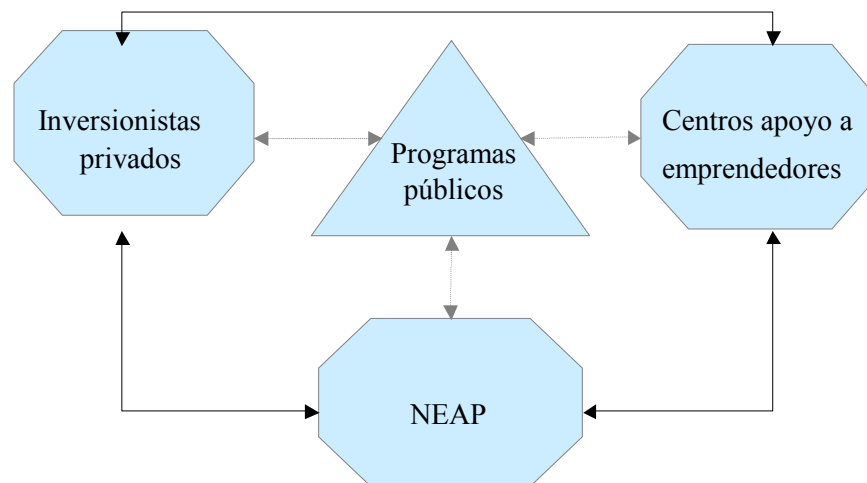 Inversionistas
privados
Programas
públicos
Centros apoyo a
emprendedores
NEAP